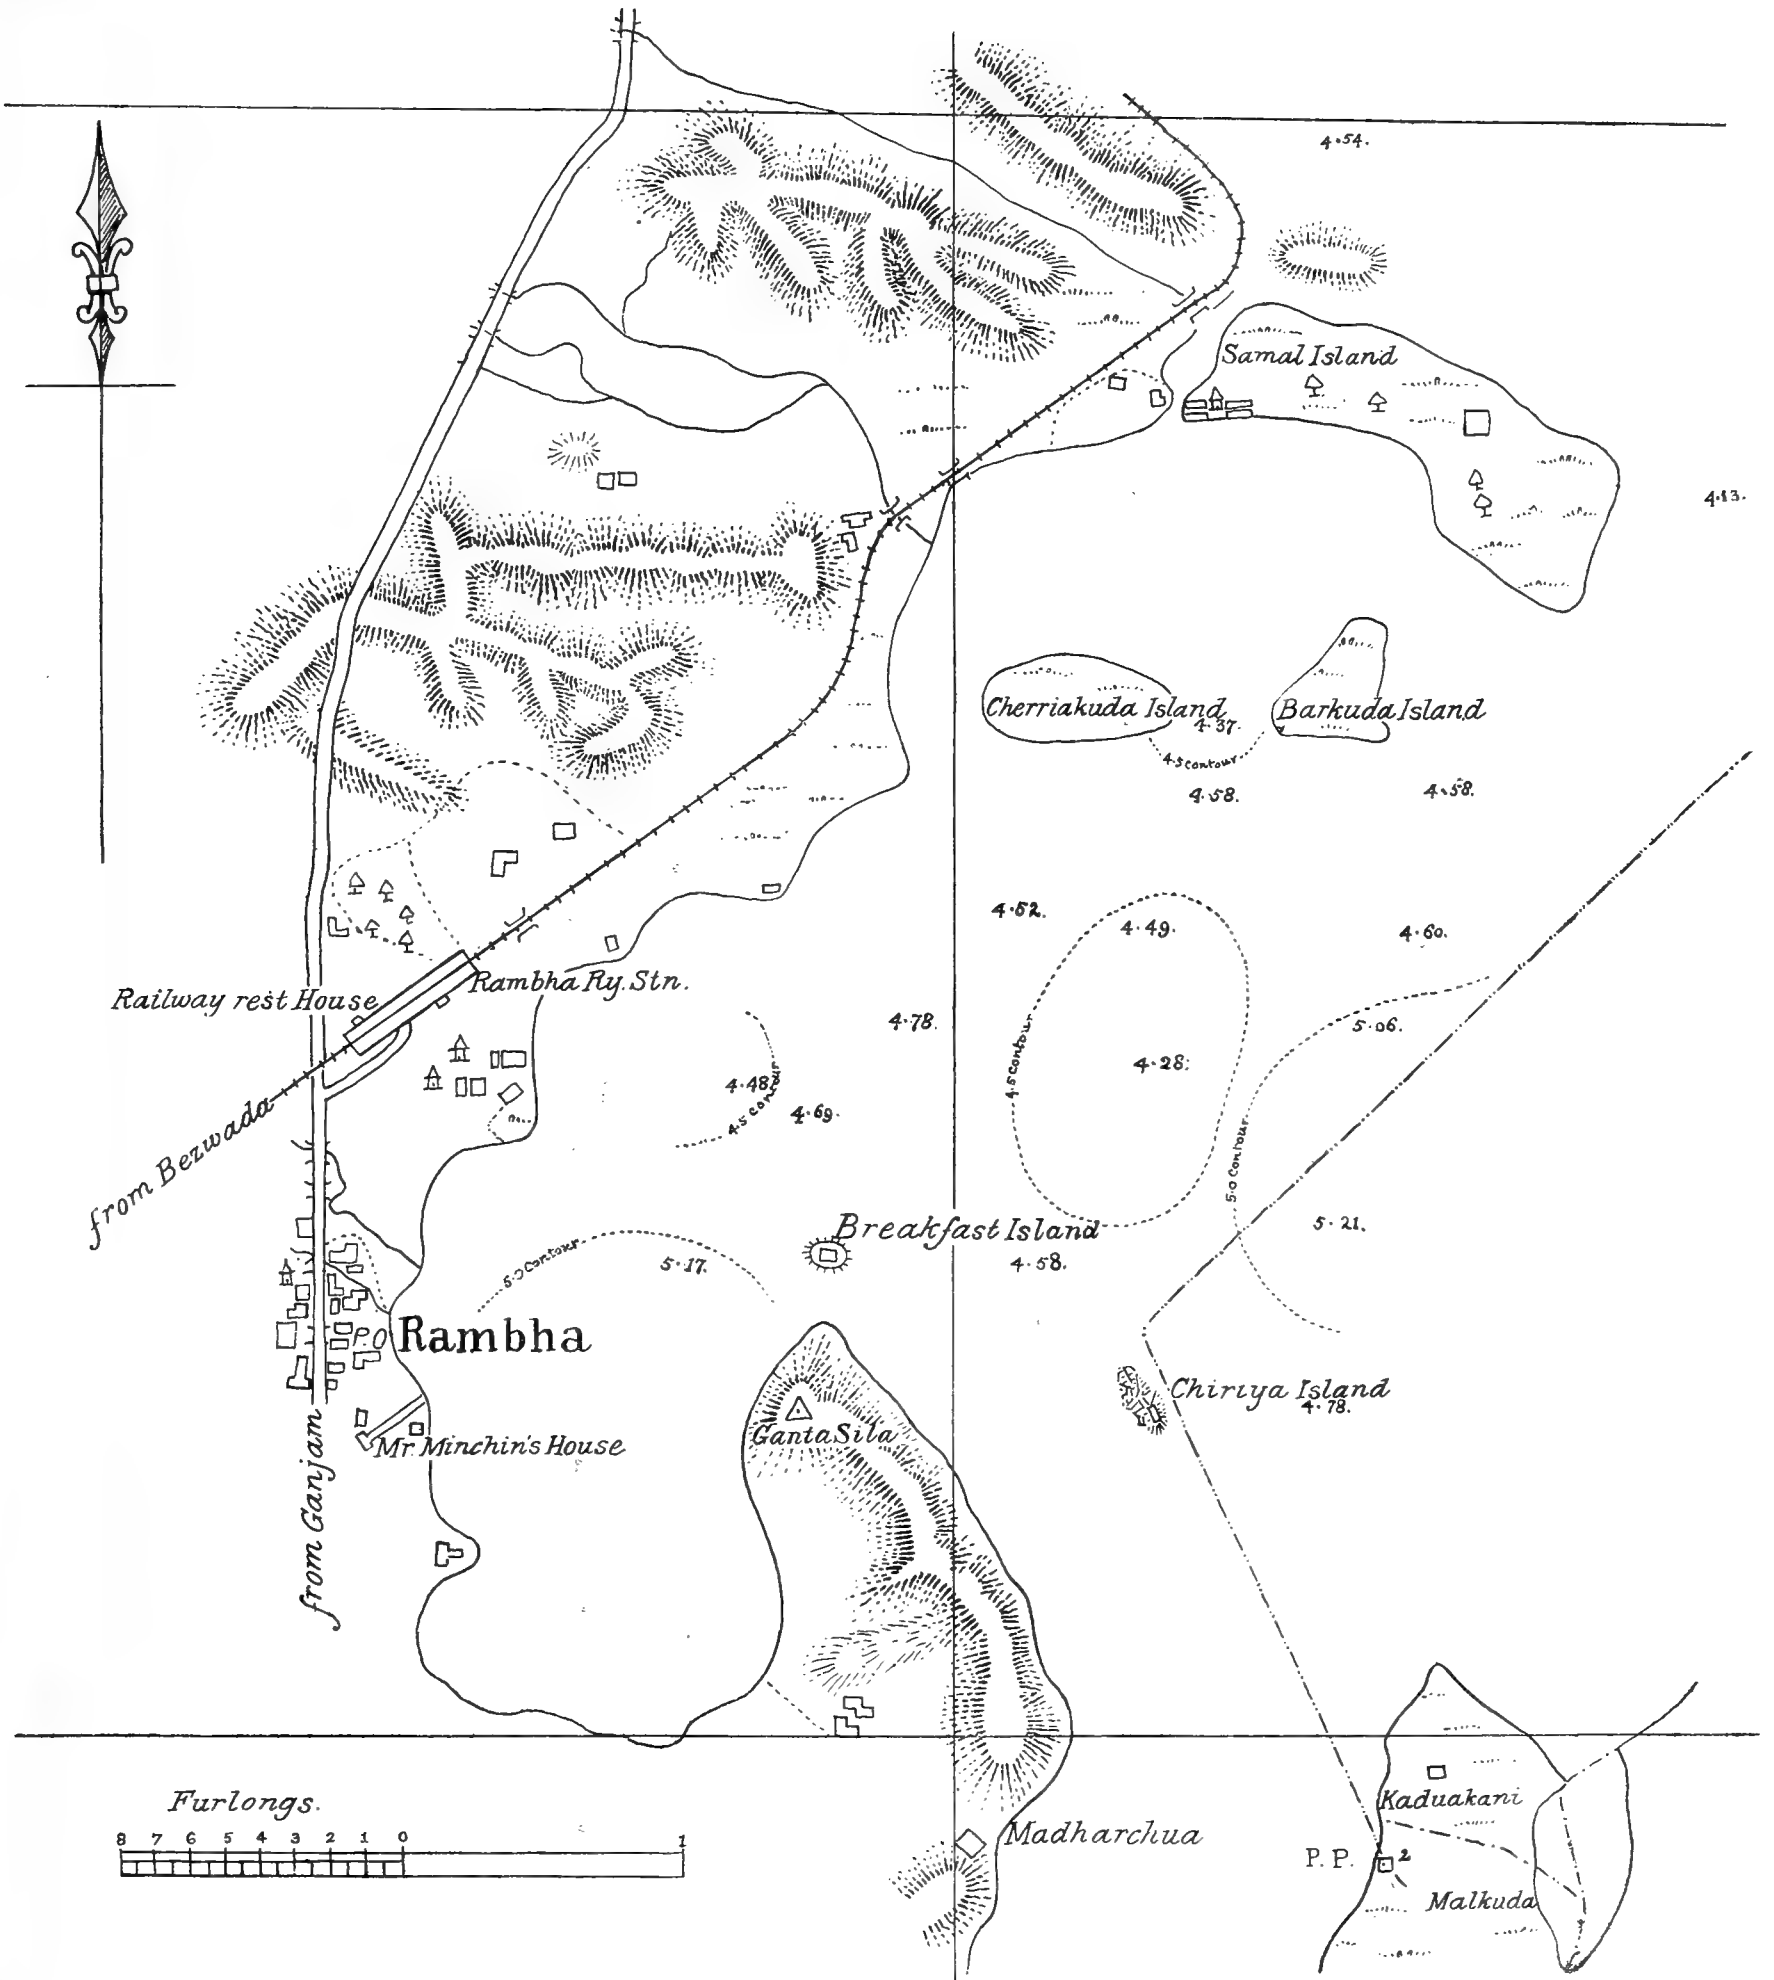 4.54.
Samal Island
4.13.
Cherriakuda Island
Barkuda Island
4.37.
4.5 contour
4.58.
4.58.
4.52.
4.49.
4.60.
Railway rest House
Rambha Ry. Stn.
4.78.
5.06.
4.5 contour
4.28.
4.48
4.5 contour
4.69.
from Bezwada
5.0 contour
Breakfast Island
5.21.
5.0 contour
5.17.
4.58.
P.O
Rambha
Chiriya Island
4.78.
Ganta Sila
Mr. Minchin's House
from Ganjam
Furlongs.
8 7 6 5 4 3 2 1 0 1
Kaduakani
Madharchua
P. P.
2
Malkuda